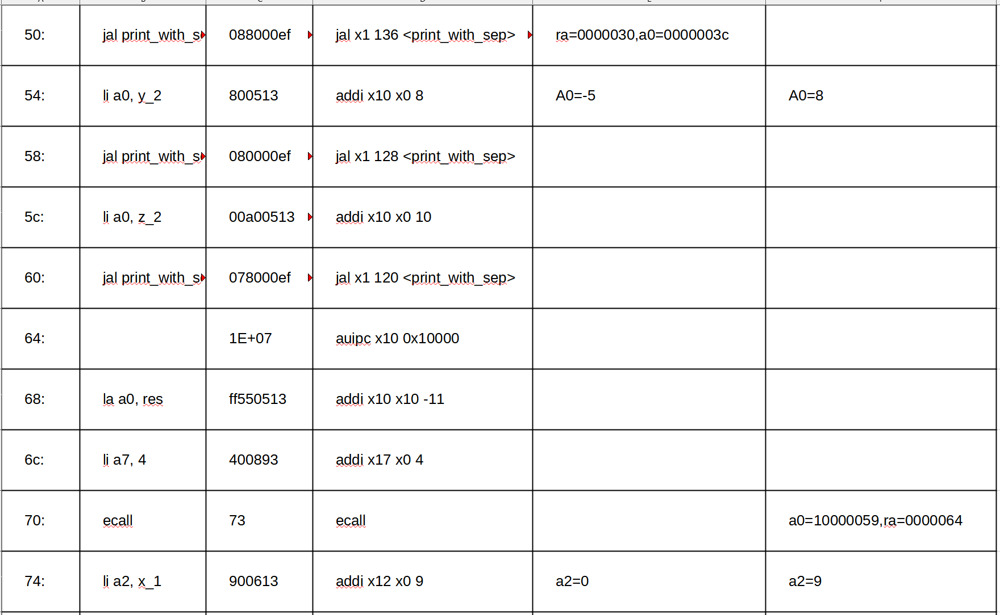 50: jal print_with_s 088000ef jal x1 136 <print_with_sep> ra=0000030,a0=0000003c
54: li a0, y_2 800513 addi x10 x0 8 A0=-5 A0=8
58: jal print_with_s 080000ef jal x1 128 <print_with_sep>
5c: li a0, z_2 00a00513 addi x10 x0 10
60: jal print_with_s 078000ef jal x1 120 <print_with_sep>
64: 1E+07 auipc x10 0x10000
68: la a0, res ff550513 addi x10 x10 -11
6c: li a7, 4 400893 addi x17 x0 4
70: ecall 73 ecall a0=10000059,ra=0000064
74: li a2, x_1 900613 addi x12 x0 9 a2=0 a2=9